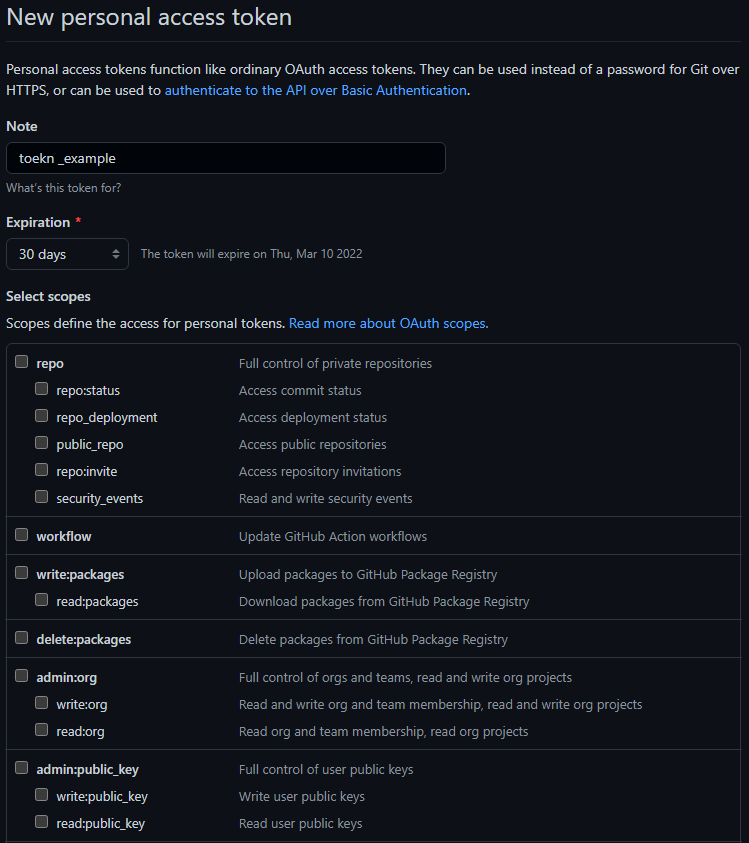 New personal access token
Personal access tokens function like ordinary OAuth access tokens. They can be used instead of a password for Git over
HTTPS, or can be used to authenticate to the API over Basic Authentication.
Note
toekn _example
What's this token for?
Expiration *
30 days The token will expire on Thu, Mar 10 2022
Select scopes
Scopes define the access for personal tokens. Read more about OAuth scopes.
repo Full control of private repositories
repo:status Access commit status
repo_deployment Access deployment status
public_repo Access public repositories
repo:invite Access repository invitations
security_events Read and write security events
workflow Update GitHub Action workflows
write:packages Upload packages to GitHub Package Registry
read:packages Download packages from GitHub Package Registry
delete:packages Delete packages from GitHub Package Registry
admin:org Full control of orgs and teams, read and write org projects
write:org Read and write org and team membership, read and write org projects
read:org Read org and team membership, read org projects
admin:public_key Full control of user public keys
write:public_key Write user public keys
read:public_key Read user public keys